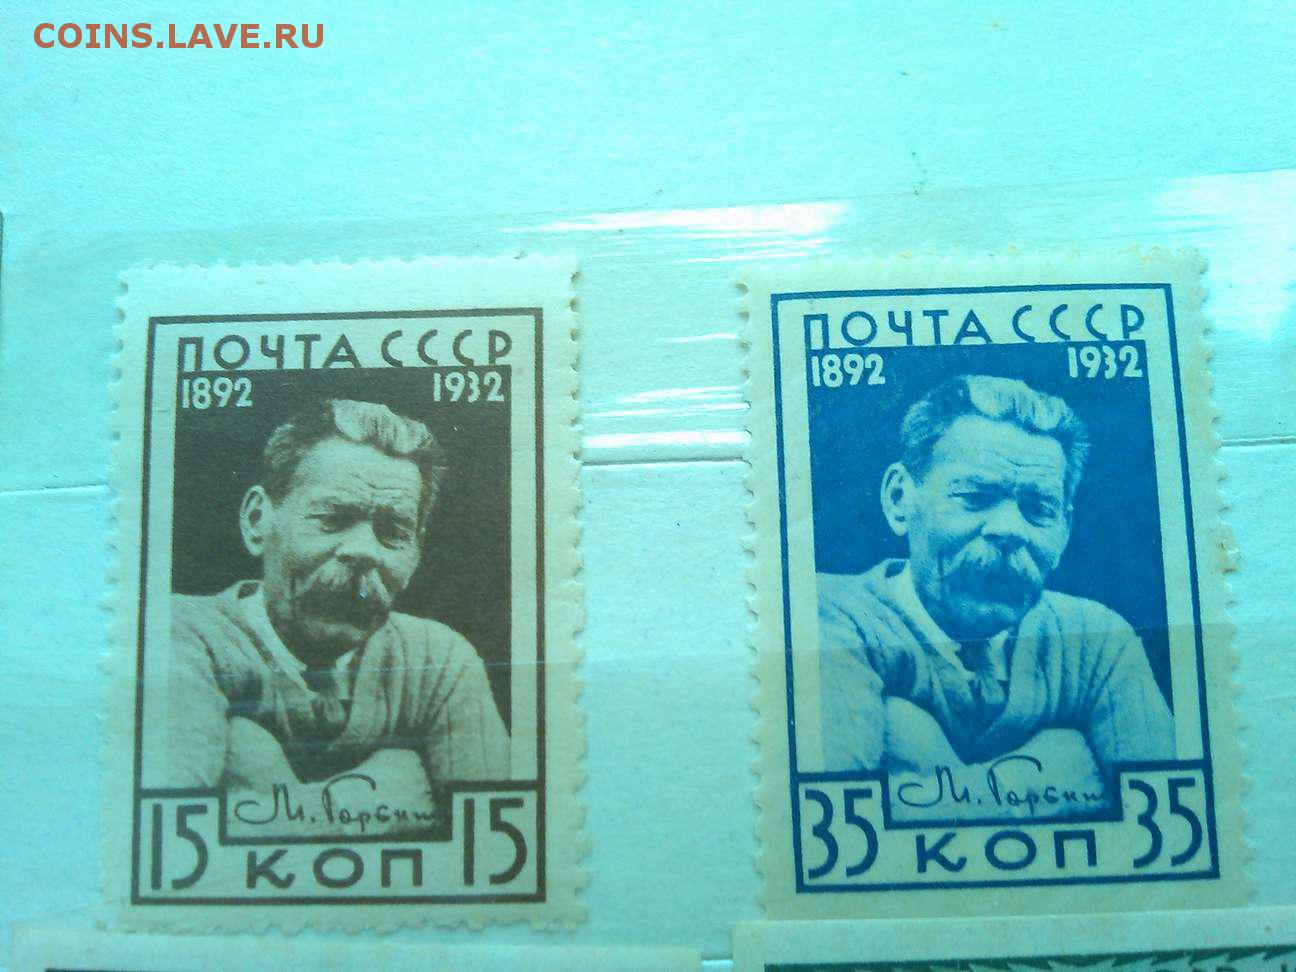 COINS.LAVE.RU
ПОЧТА СССР
1892 1932
М. Горький
15 15
КОП
ПОЧТА СССР
1892 1932
М. Горький
35 35
КОП